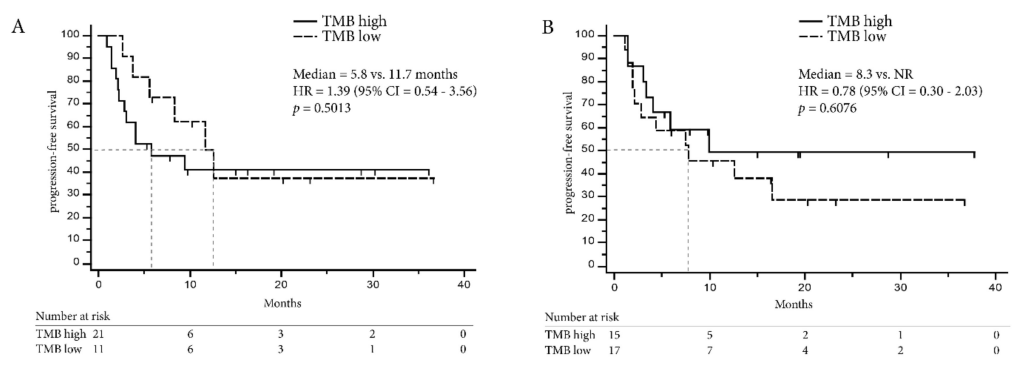 A
TMB high
TMB low
Median = 5.8 vs. 11.7 months
HR = 1.39 (95% CI = 0.54 - 3.56)
p = 0.5013
progression-free survival
100
90
80
70
60
50
40
30
20
10
0
0 10 20 30 40
Months
Number at risk
TMB high 21 6 3 2 0
TMB low 11 6 3 1 0
B
TMB high
TMB low
Median = 8.3 vs. NR
HR = 0.78 (95% CI = 0.30 - 2.03)
p = 0.6076
progression-free survival
100
90
80
70
60
50
40
30
20
10
0
0 10 20 30 40
Months
Number at risk
TMB high 15 5 2 1 0
TMB low 17 7 4 2 0